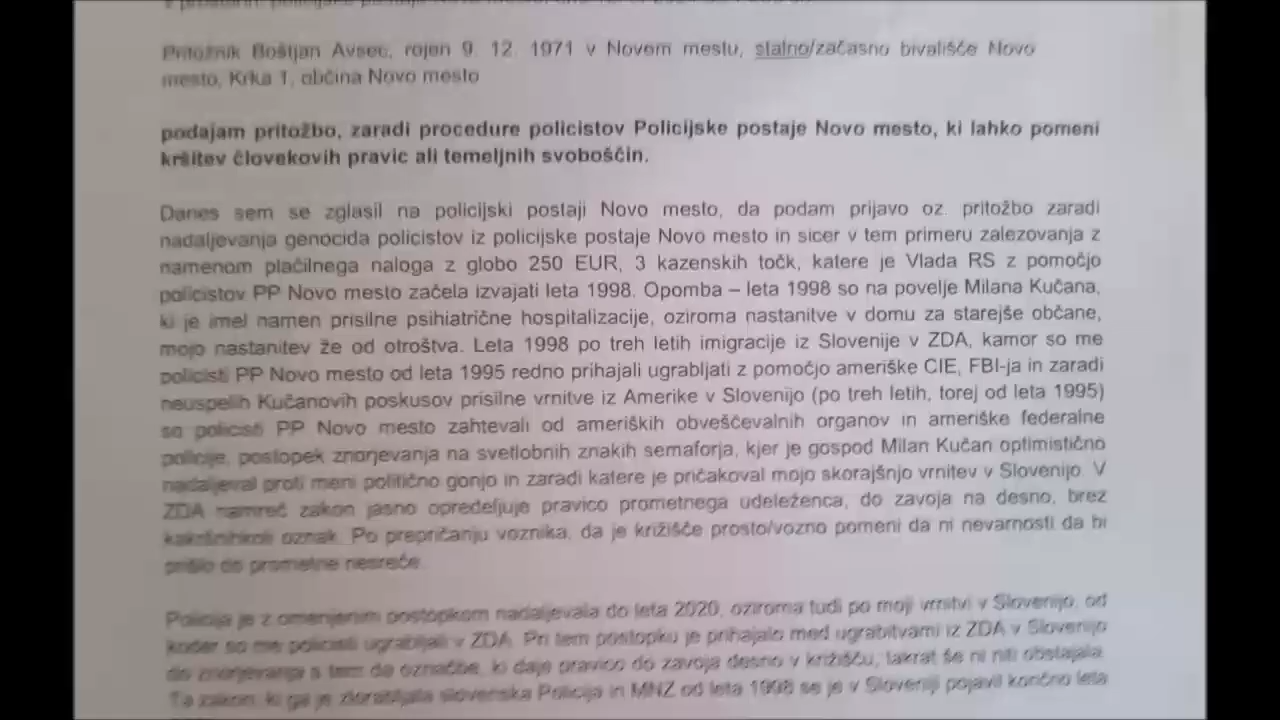 Pritožnik Boštjan Avsec, rojen 9. 12. 1971 v Novem mestu, stalno/začasno bivališče Novo
mesto, Krka 1, občina Novo mesto
podajam pritožbo, zaradi procedure policistov Policijske postaje Novo mesto, ki lahko pomeni
kršitev človekovih pravic ali temeljnih svoboščin.
Danes sem se zglasil na policijski postaji Novo mesto, da podam prijavo oz. pritožbo zaradi
nadaljevanja genocida policistov iz policijske postaje Novo mesto in sicer v tem primeru zalezovanja z
namenom plačilnega naloga z globo 250 EUR, 3 kazenskih točk, katere je Vlada RS z pomočjo
policistov PP Novo mesto začela izvajati leta 1998. Opomba – leta 1998 so na povelje Milana Kučana,
ki je imel namen prisilne psihiatrične hospitalizacije, oziroma nastanitve v domu za starejše občane,
mojo nastanitev že od otroštva. Leta 1998 po treh letih imigracije iz Slovenije v ZDA, kamor so me
policisti PP Novo mesto od leta 1995 redno prihajali ugrabljati z pomočjo ameriške CIE, FBI-ja in zaradi
neuspelih Kučanovih poskusov prisilne vrnitve iz Amerike v Slovenijo (po treh letih, torej od leta 1995)
so policisti PP Novo mesto zahtevali od ameriških obveščevalnih organov in ameriške federalne
policije, postopek znorjevanja na svetlobnih znakih semaforja, kjer je gospod Milan Kučan optimistično
nadaljeval proti meni politično gonjo in zaradi katere je pričakoval mojo skorajšnjo vrnitev v Slovenijo. V
ZDA namreč zakon jasno opredeljuje pravico prometnega udeleženca, do zavoja na desno, brez
kakršnihkoli oznak. Po prepričanju voznika, da je križišče prosto/vozno pomeni da ni nevarnosti da bi
prišlo do prometne nesreče.
Policija je z omenjenim postopkom nadaljevala do leta 2020, oziroma tudi po moji vrnitvi v Slovenijo, od
koder so me policisti ugrabljali v ZDA. Pri tem postopku je prihajalo med ugrabitvami iz ZDA v Slovenijo
do znorjevanja s tem da označbe, ki daje pravico do zavoja desno v križišču, takrat še ni niti obstajala.
Ta zakon, ki ga je zlorabljala slovenska Policija in MNZ od leta 1998 se je v Sloveniji pojavil končno leta